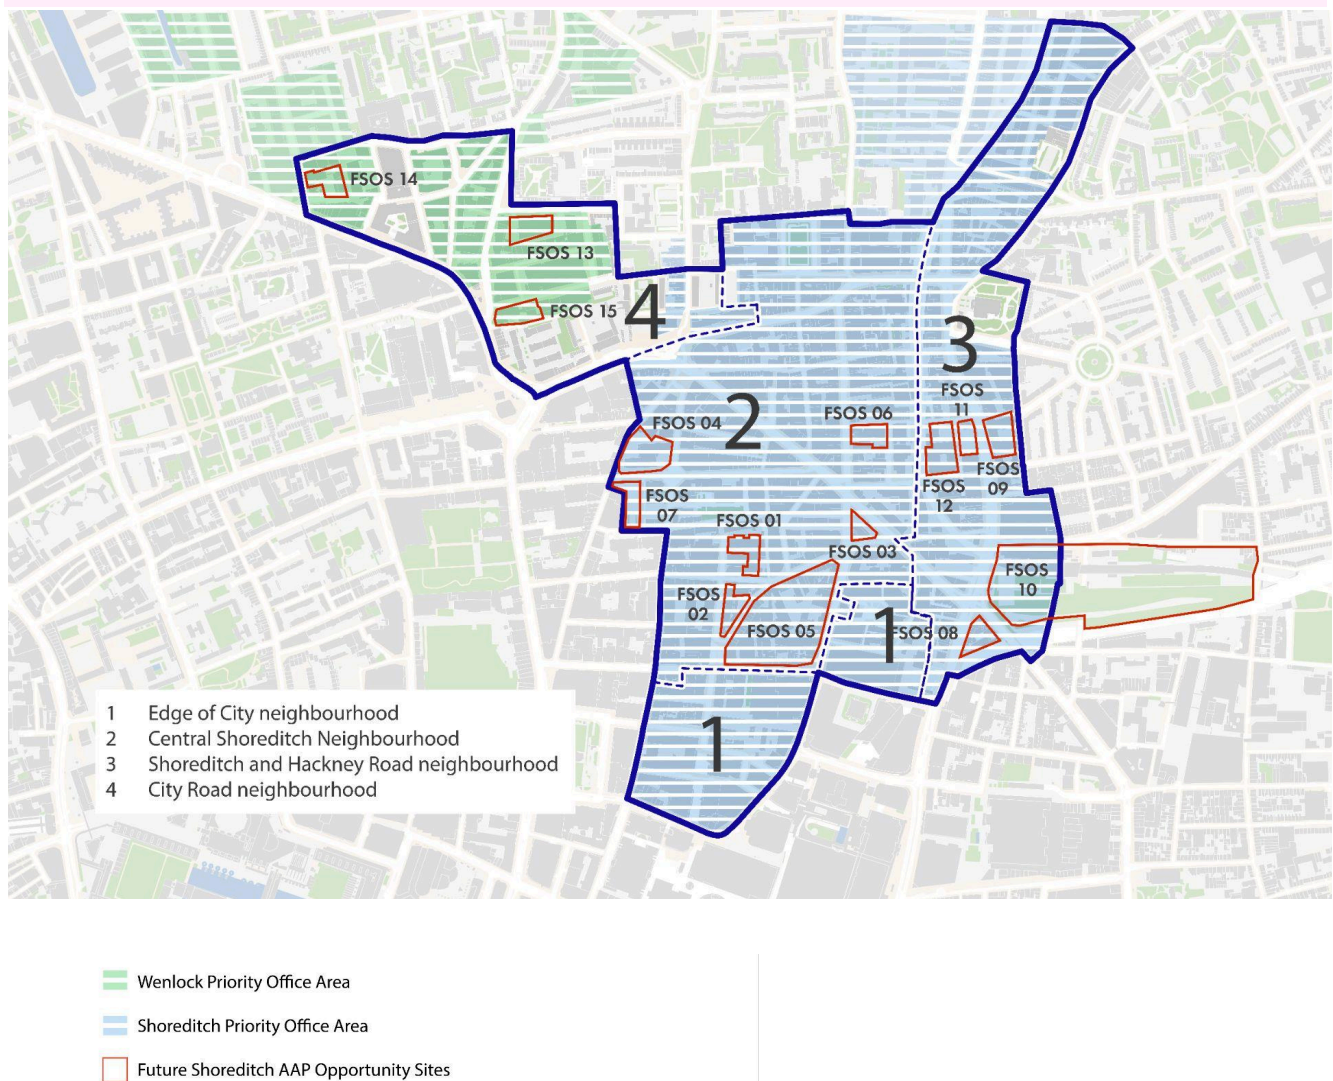 FSOS 14
FSOS 13
FSOS 15
4
3
FSOS
11
2
FSOS 04
FSOS 06
FSOS
09
FSOS
12
FSOS
07
FSOS 01
FSOS 03
FSOS
10
FSOS
02
FSOS 05
1
FSOS 08
1
1 Edge of City neighbourhood
2 Central Shoreditch Neighbourhood
3 Shoreditch and Hackney Road neighbourhood
4 City Road neighbourhood
Wenlock Priority Office Area
Shoreditch Priority Office Area
Future Shoreditch AAP Opportunity Sites